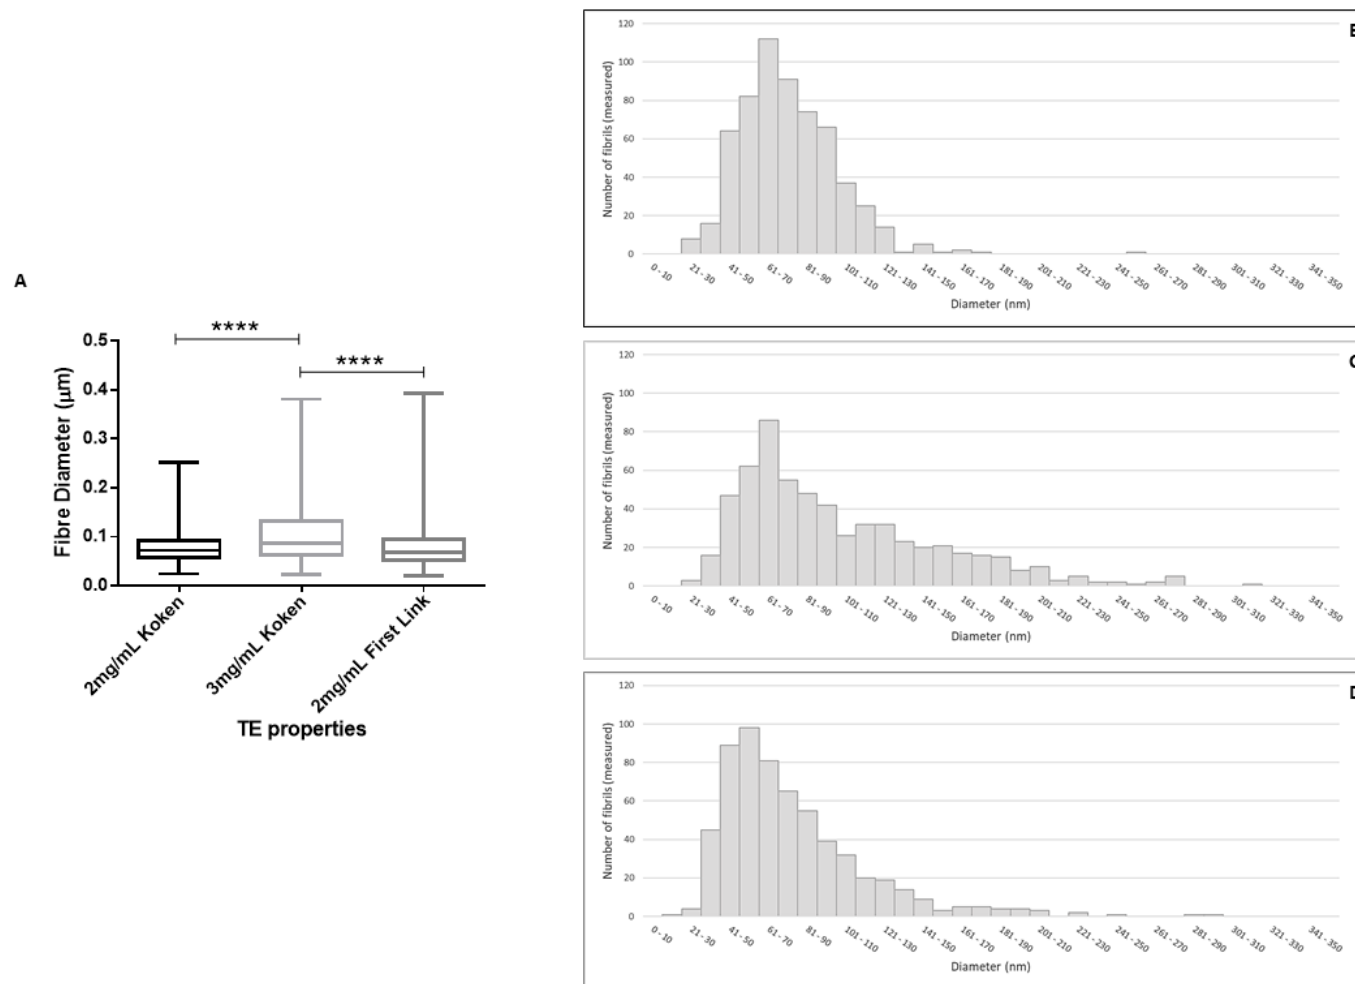 A
****
****
0.5
0.4
0.3
0.2
0.1
0.0
Fibre Diameter (μm)
2mg/mL Koken
3mg/mL Koken
2mg/mL First Link
TE properties
120
100
80
60
40
20
0
Number of fibrils (measured)
0 - 10
21 - 30
41 - 50
61 - 70
81 - 90
101 - 110
121 - 130
141 - 150
161 - 170
181 - 190
201 - 210
221 - 230
241 - 250
261 - 270
281 - 290
301 - 310
321 - 330
341 - 350
Diameter (nm)
120
100
80
60
40
20
0
Number of fibrils (measured)
0 - 10
21 - 30
41 - 50
61 - 70
81 - 90
101 - 110
121 - 130
141 - 150
161 - 170
181 - 190
201 - 210
221 - 230
241 - 250
261 - 270
281 - 290
301 - 310
321 - 330
341 - 350
Diameter (nm)
120
100
80
60
40
20
0
Number of fibrils (measured)
0 - 10
21 - 30
41 - 50
61 - 70
81 - 90
101 - 110
121 - 130
141 - 150
161 - 170
181 - 190
201 - 210
221 - 230
241 - 250
261 - 270
281 - 290
301 - 310
321 - 330
341 - 350
Diameter (nm)